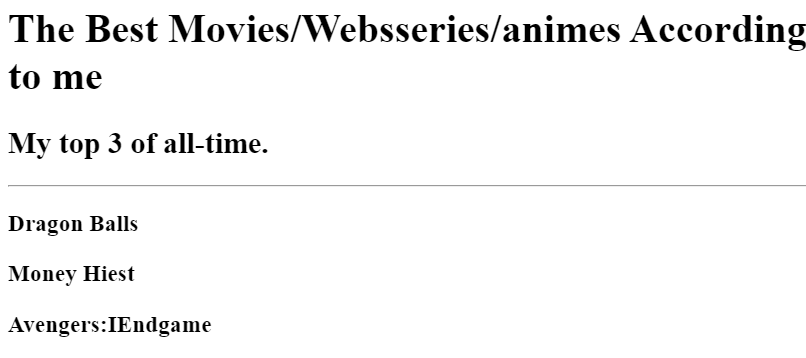 The Best Movies/Websseries/animes According
to me
My top 3 of all-time.
Dragon Balls
Money Hiest
Avengers:IEndgame